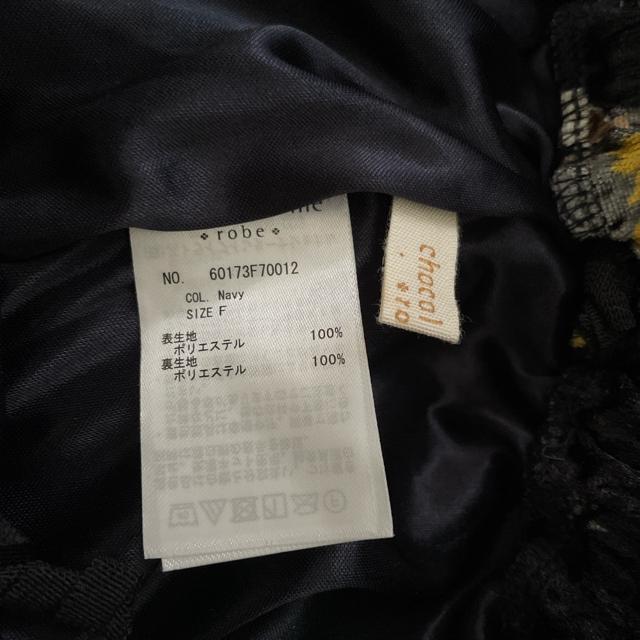 ❖robe❖
NO. 60173F70012
COL. Navy
SIZE F
表生地
ポリエステル 100%
裏生地
ポリエステル 100%
chocol